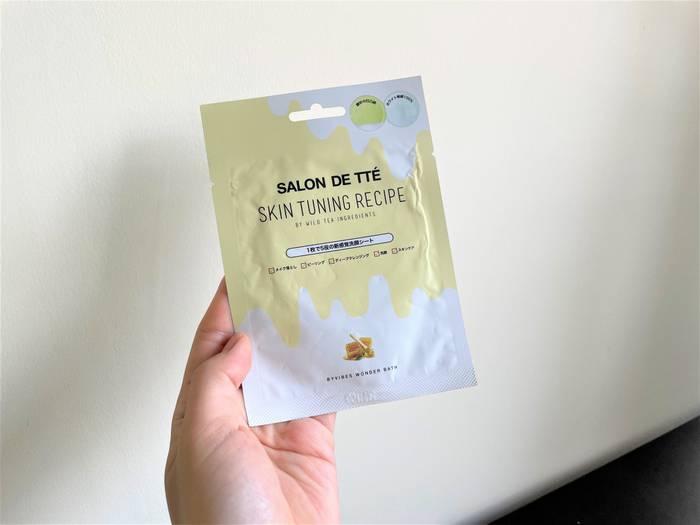 SALON DE TTÉ
SKIN TUNING RECIPE
BY WILD TEA INGREDIENTS
1枚で5役の新感覚洗顔シート
メイク落とし ピーリング ディープクレンジング 洗顔 スキンケア
BYVIBES WONDER BATH